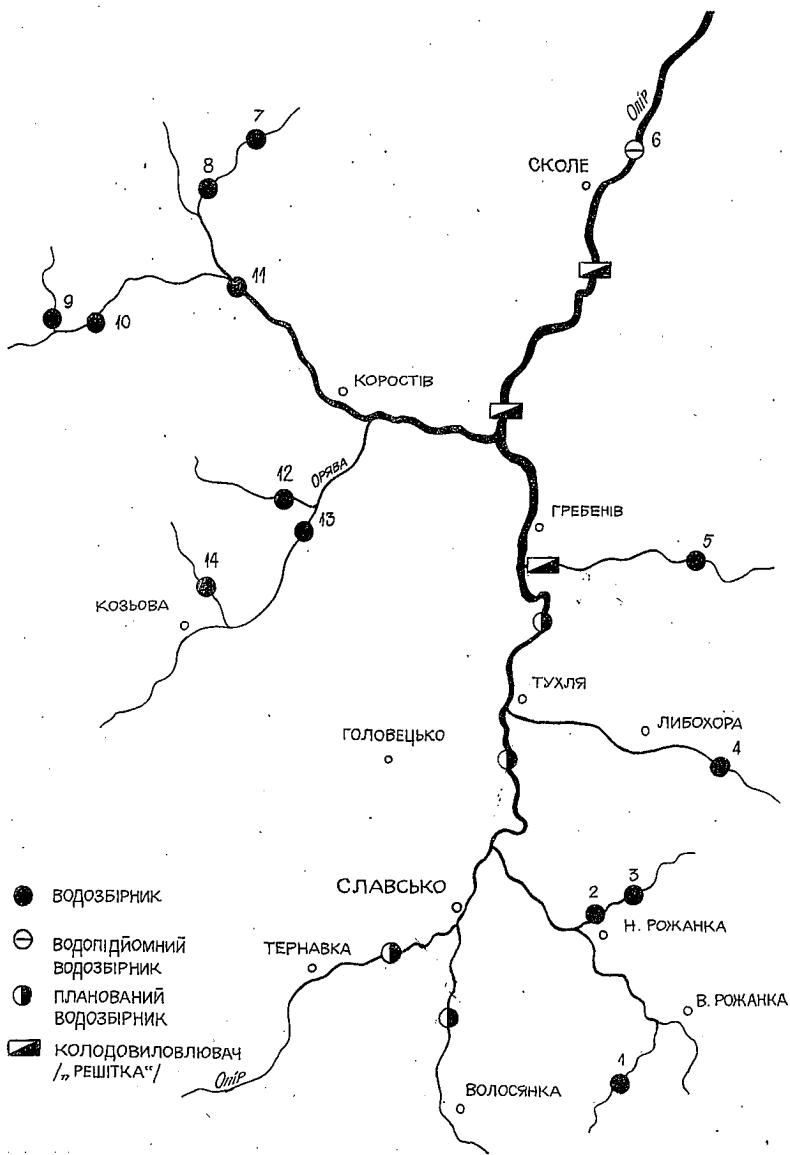 Опір
6
СКОЛЕ
7
8
9
10
11
КОРОСТІВ
ОРЯВА
12
13
14
КОЗЬОВА
ГРЕБЕНІВ
5
ТУХЛЯ
ЛИБОХОРА
4
ГОЛОВЕЦЬКО
СЛАВСЬКО
3
2
Н. РОЖАНКА
ТЕРНАВКА
В. РОЖАНКА
1
ВОЛОСЯНКА
Опір
ВОДОЗБІРНИК
ВОДОПІДЙОМНИЙ
ВОДОЗБІРНИК
ПЛАНОВАНИЙ
ВОДОЗБІРНИК
КОЛОДОВИЛОВЛЮВАЧ
/„РЕШІТКА“/